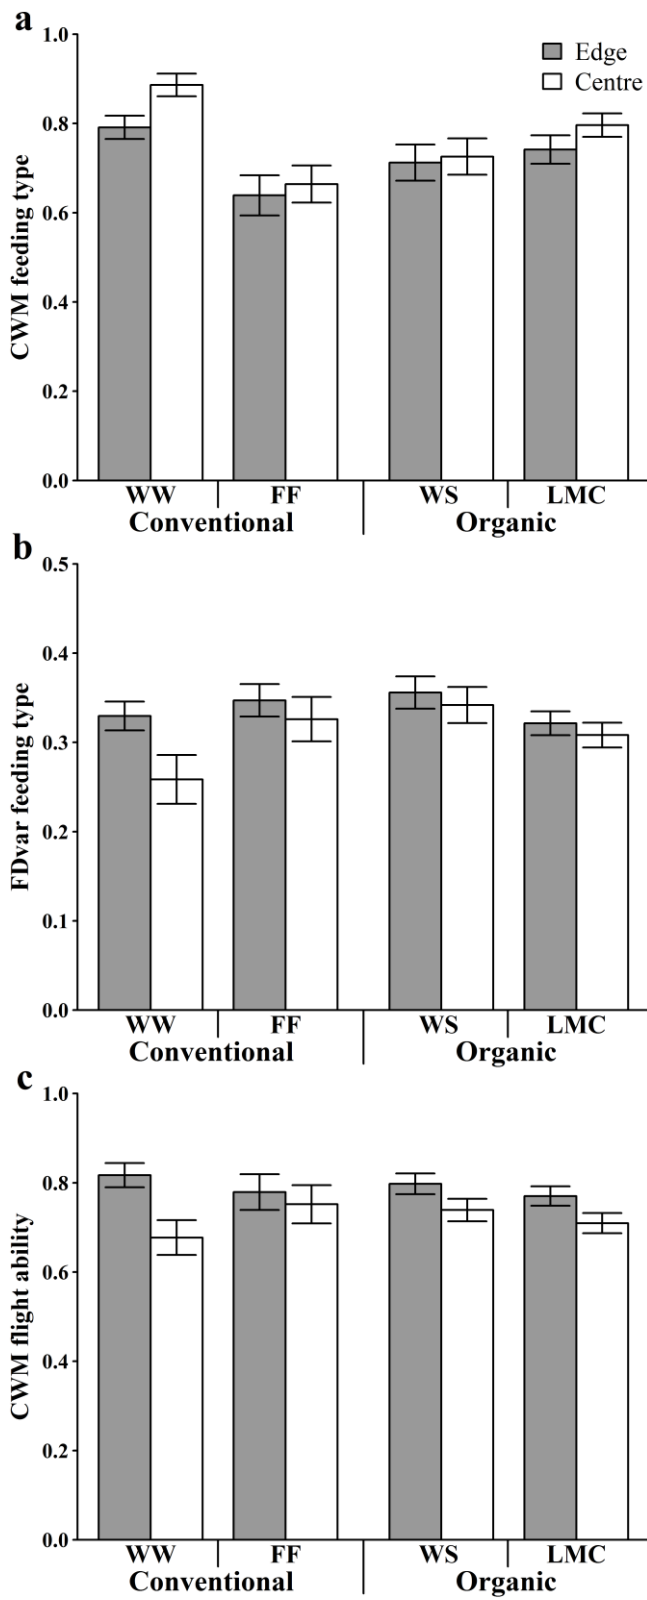 a
1.0
Edge
Centre
0.8
0.6
0.4
0.2
0.0
CWM feeding type
WW FF WS LMC
Conventional Organic
b
0.5
0.4
0.3
0.2
0.1
0.0
FDvar feeding type
WW FF WS LMC
Conventional Organic
c
1.0
0.8
0.6
0.4
0.2
0.0
CWM flight ability
WW FF WS LMC
Conventional Organic